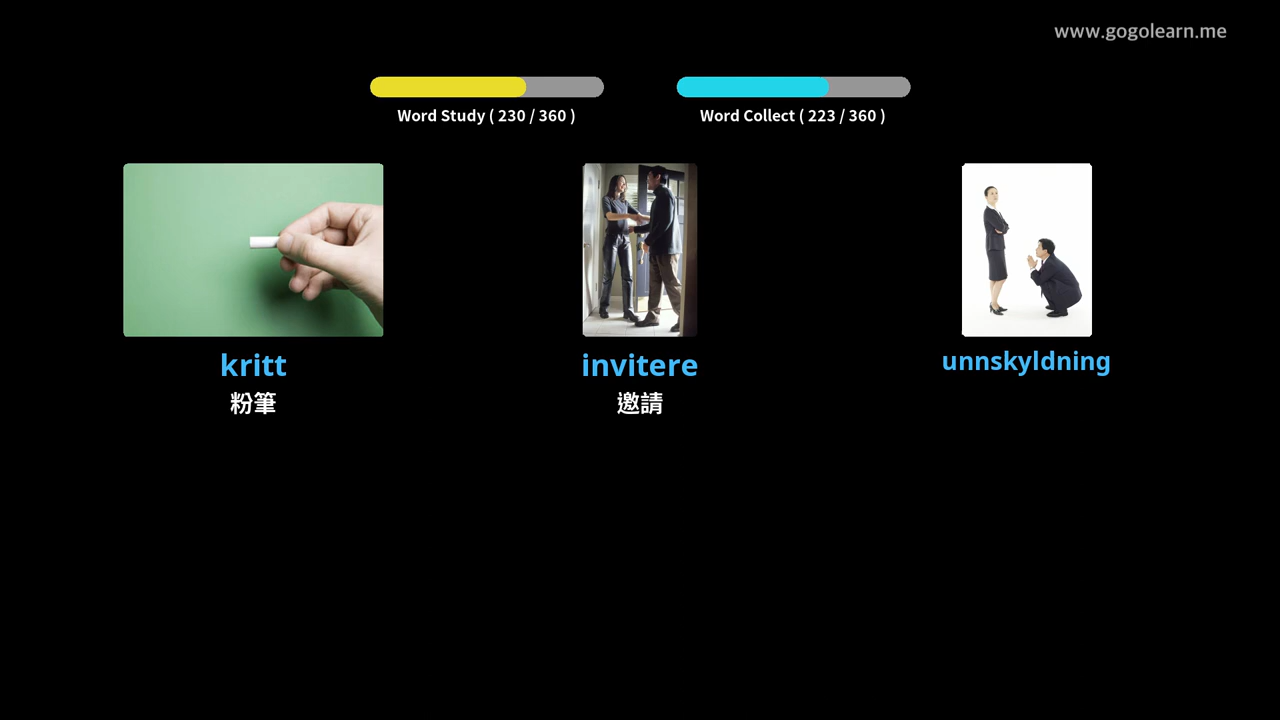 www.gogolearn.me
Word Study ( 230 / 360 )
Word Collect ( 223 / 360 )
kritt
invitere
unnskyldning
粉筆
邀請